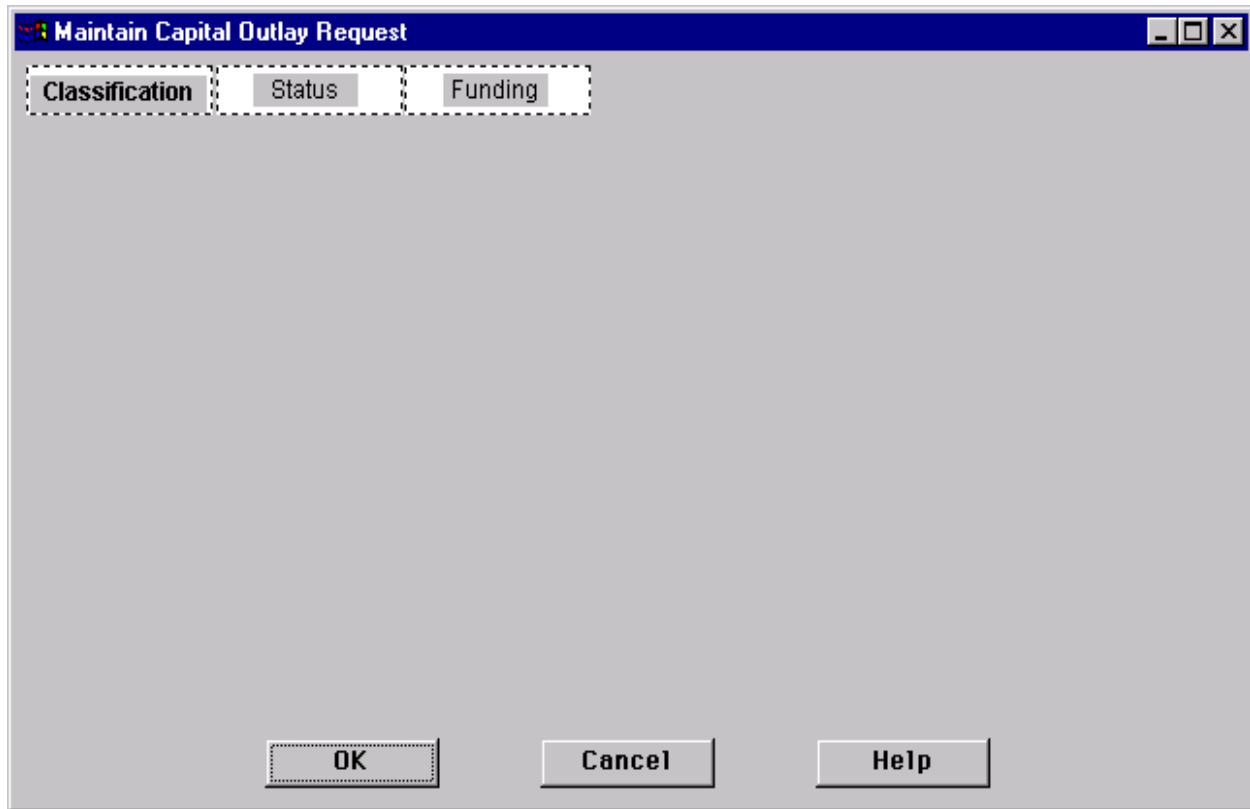 Maintain Capital Outlay Request
Classification Status Funding
OK Cancel Help